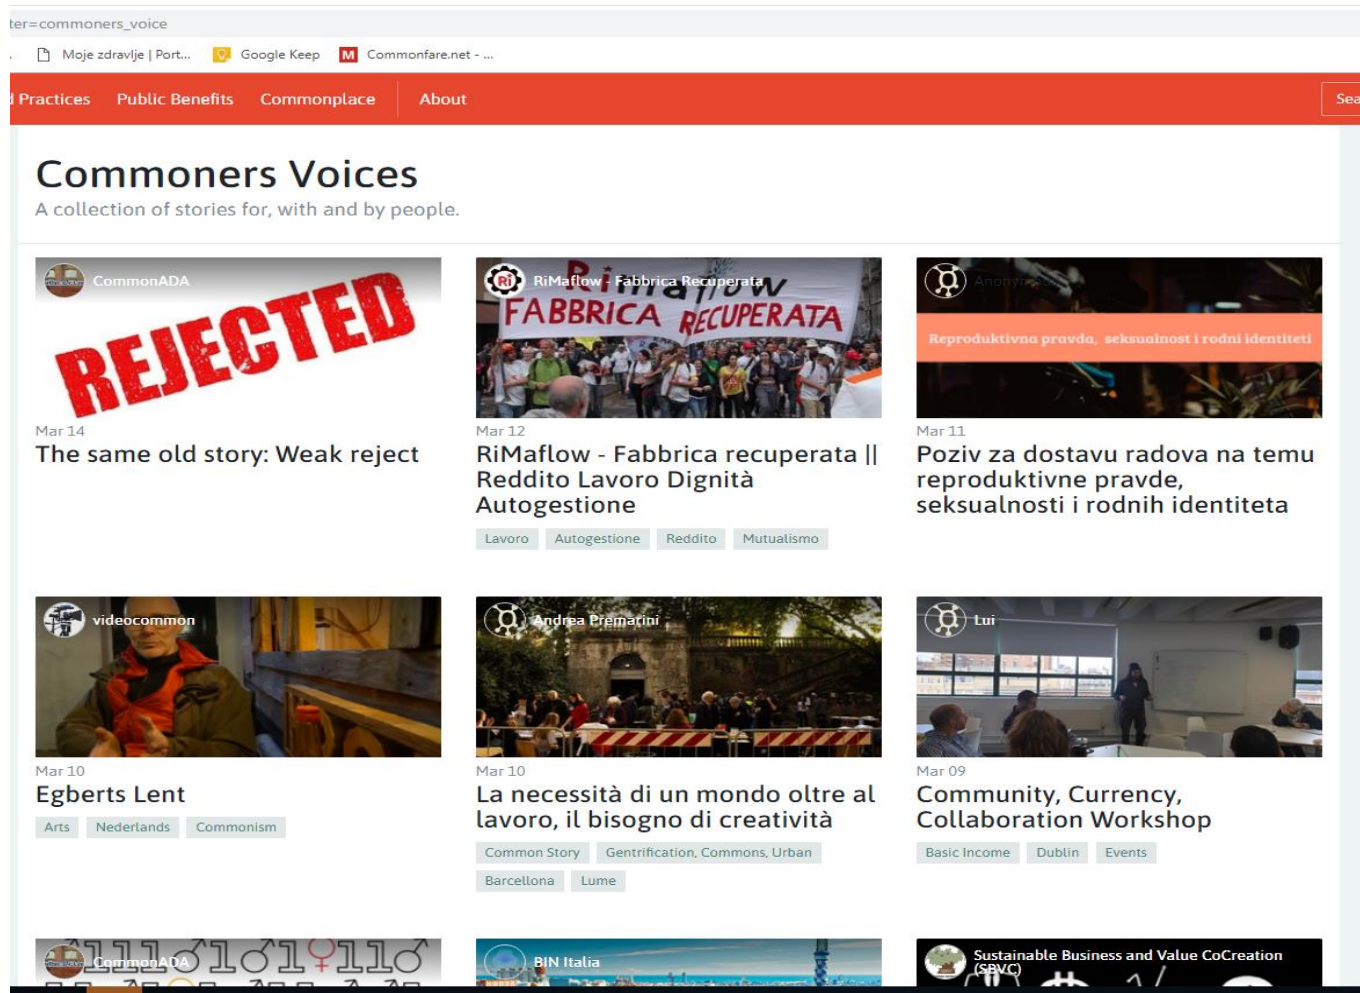 ter=commoners_voice
Moje zdravlje | Port... Google Keep M Commonfare.net - ...
Practices Public Benefits Commonplace About
Sea
Commoners Voices
A collection of stories for, with and by people.
CommonADA
REJECTED
Mar 14
The same old story: Weak reject
Ri RiMaflow - Fabbrica Recuperata
RiMaflow
FABBRICA RECUPERATA
Mar 12
RiMaflow - Fabbrica recuperata ||
Reddito Lavoro Dignità
Autogestione
Lavoro Autogestione Reddito Mutualismo
Reproduktivna pravda, seksualnost i rodni identiteti
Mar 11
Poziv za dostavu radova na temu
reproduktivne pravde,
seksualnosti i rodnih identiteta
videocommon
Mar 10
Egberts Lent
Arts Nederlands Commonism
Andrea Prematini
Mar 10
La necessità di un mondo oltre al
lavoro, il bisogno di creatività
Common Story Gentrification, Commons, Urban
Barcellona Lume
Lui
Mar 09
Community, Currency,
Collaboration Workshop
Basic Income Dublin Events
CommonADA
BIN Italia
Sustainable Business and Value CoCreation
(SBVC)